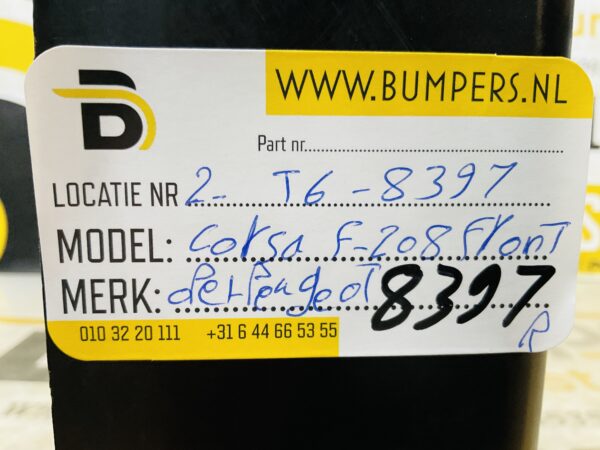 WWW.BUMPERS.NL
B
Part nr.
LOCATIE NR 2- T6-8397
MODEL: Corsa F-208 Front
MERK: Peugeot 8397
R
010 32 20 111 +31 6 44 66 53 55